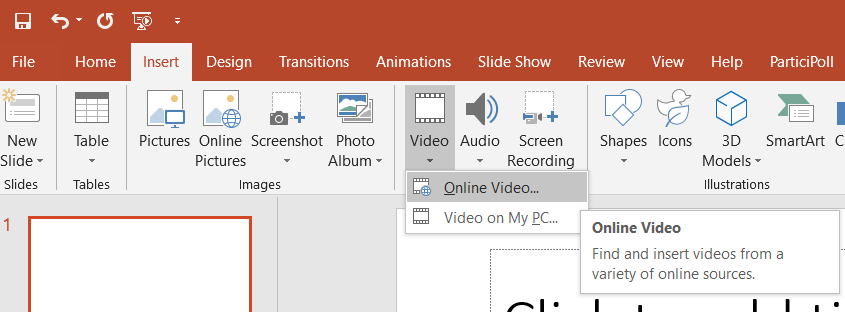 File Home Insert Design Transitions Animations Slide Show Review View Help ParticiPoll
New Slide
Table
Pictures
Online Pictures
Screenshot
Photo Album
Video
Audio
Screen Recording
Shapes
Icons
3D Models
SmartArt
Slides Tables Images Illustrations
Online Video...
Video on My PC...
Online Video
Find and insert videos from a
variety of online sources.
1
Click to add